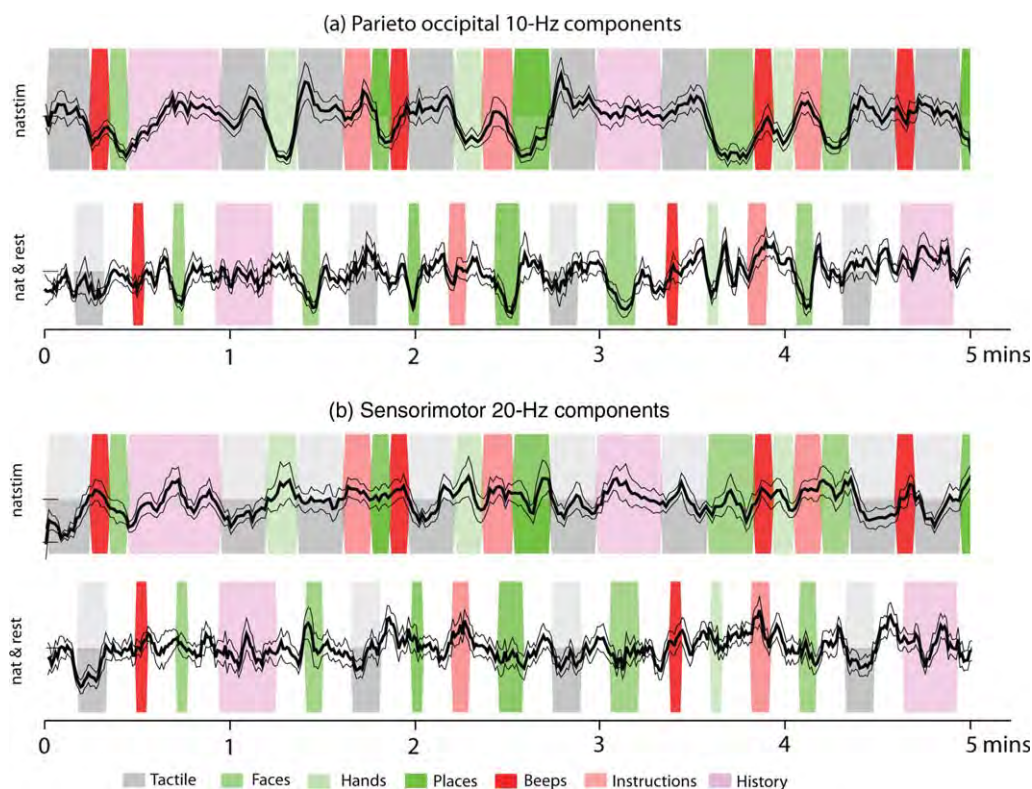 (a) Parieto occipital 10-Hz components
natstim
nat & rest
0 1 2 3 4 5 mins
(b) Sensorimotor 20-Hz components
natstim
nat & rest
0 1 2 3 4 5 mins
Tactile Faces Hands Places Beeps Instructions History